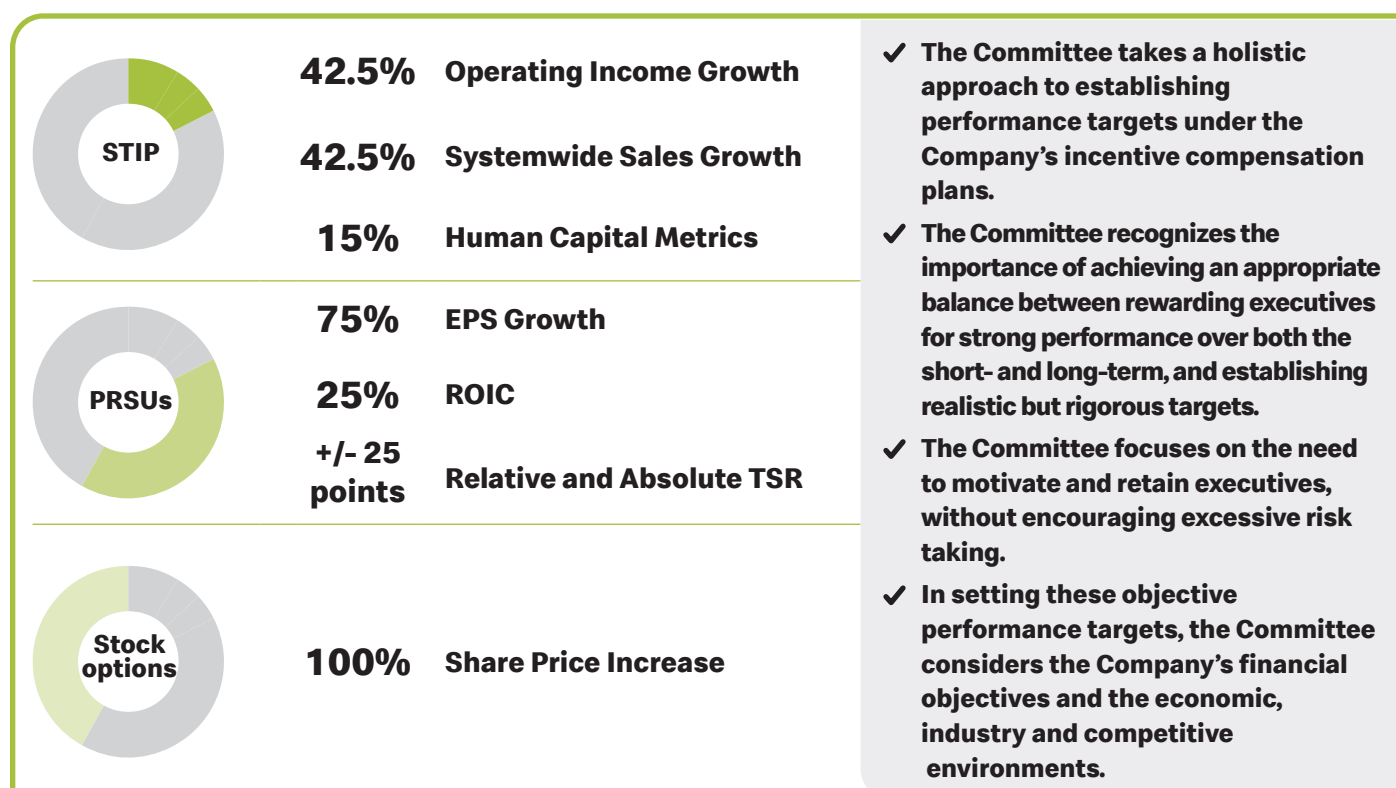 STIP
42.5% Operating Income Growth
42.5% Systemwide Sales Growth
15% Human Capital Metrics
PRSUs
75% EPS Growth
25% ROIC
+/- 25
points
Relative and Absolute TSR
Stock
options
100% Share Price Increase
✓ The Committee takes a holistic
approach to establishing
performance targets under the
Company’s incentive compensation
plans.
✓ The Committee recognizes the
importance of achieving an appropriate
balance between rewarding executives
for strong performance over both the
short- and long-term, and establishing
realistic but rigorous targets.
✓ The Committee focuses on the need
to motivate and retain executives,
without encouraging excessive risk
taking.
✓ In setting these objective
performance targets, the Committee
considers the Company’s financial
objectives and the economic,
industry and competitive
environments.